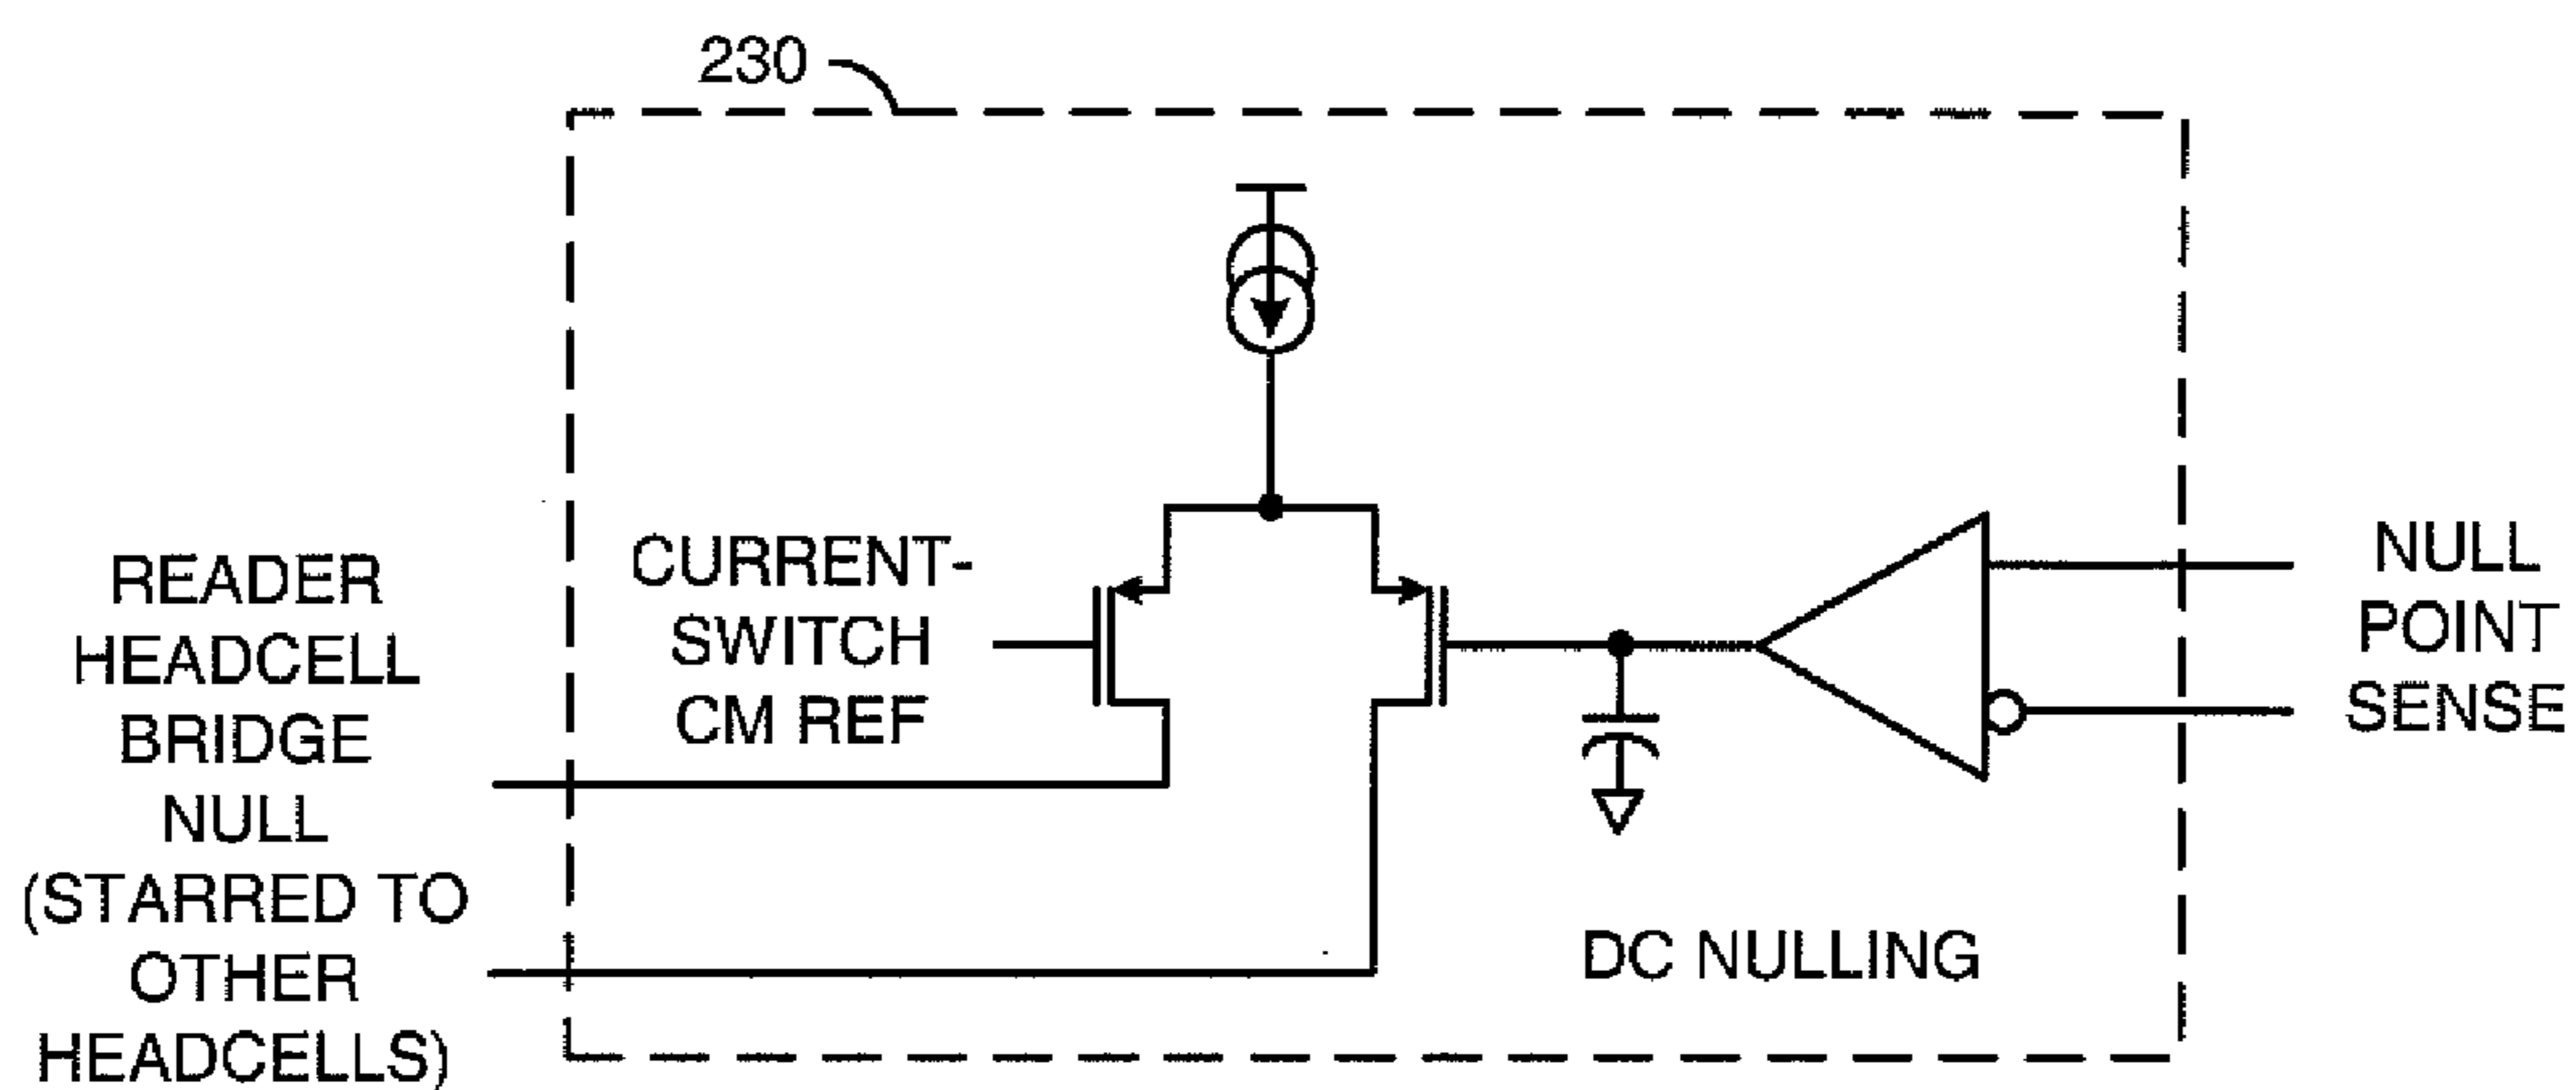 230
READER
HEADCELL
BRIDGE
NULL
(STARRED TO
OTHER
HEADCELLS)
CURRENT-
SWITCH
CM REF
NULL
POINT
SENSE
DC NULLING